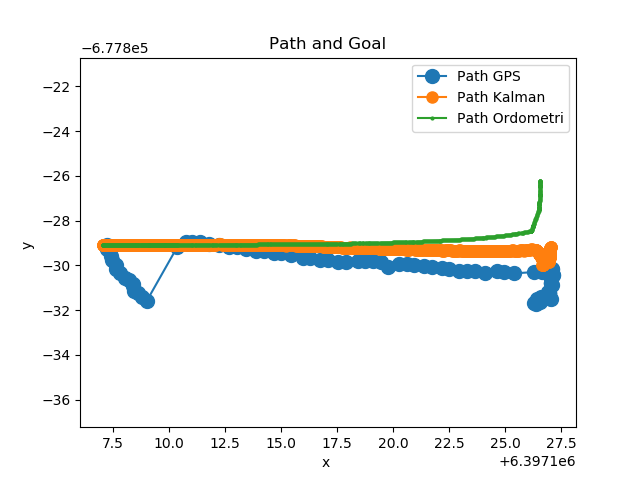 Path and Goal
−6.778e5
Path GPS
Path Kalman
Path Ordometri
−22
−24
−26
−28
−30
−32
−34
−36
y
7.5 10.0 12.5 15.0 17.5 20.0 22.5 25.0 27.5
x
+6.3971e6